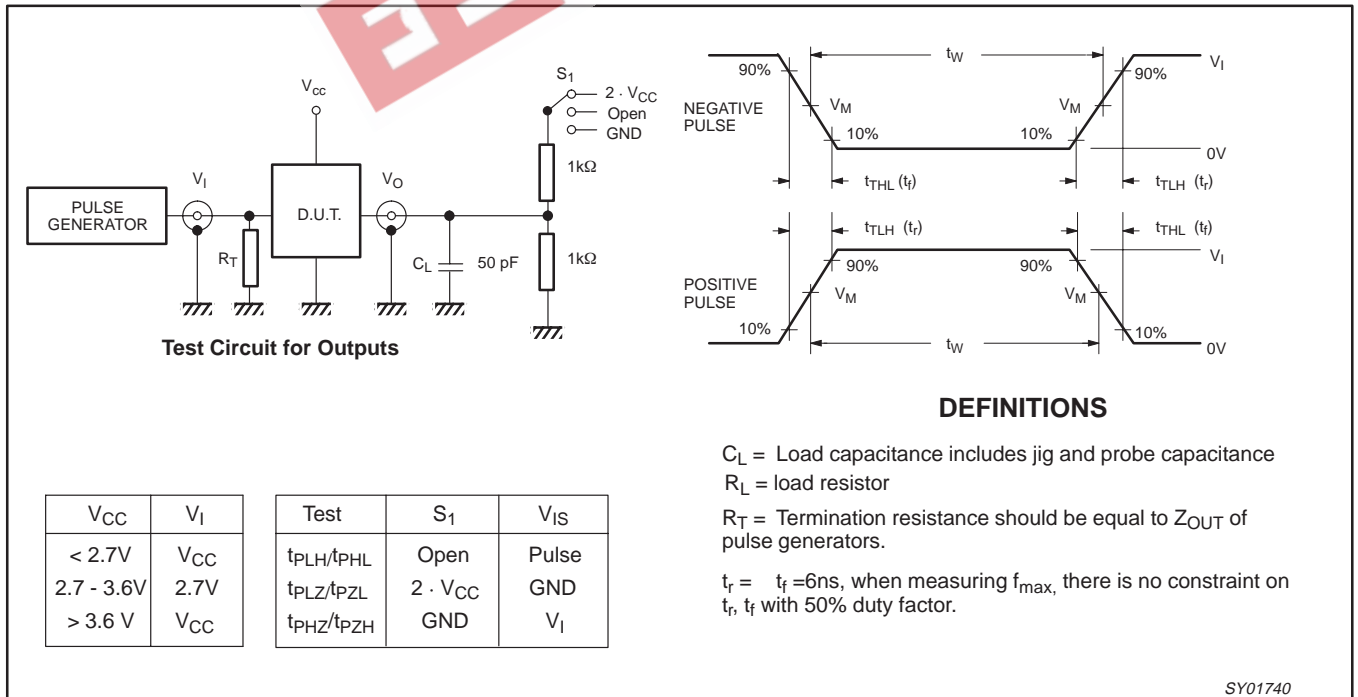 V_cc
S₁
2 · V_CC
Open
GND
1kΩ
V_I
V_O
PULSE
GENERATOR
D.U.T.
R_T
C_L
50 pF
1kΩ
Test Circuit for Outputs
t_W
V_I
90%
90%
NEGATIVE
PULSE
V_M
V_M
10%
10%
0V
t_THL (t_f)
t_TLH (t_r)
t_TLH (t_r)
t_THL (t_f)
V_I
90%
90%
POSITIVE
PULSE
V_M
V_M
10%
10%
t_W
0V
DEFINITIONS
C_L = Load capacitance includes jig and probe capacitance
R_L = load resistor
R_T = Termination resistance should be equal to Z_OUT of
pulse generators.
t_r = t_f =6ns, when measuring f_max, there is no constraint on
t_r, t_f with 50% duty factor.
V_CC V_I
< 2.7V V_CC
2.7 - 3.6V 2.7V
> 3.6 V V_CC
Test S₁ V_IS
t_PLH/t_PHL Open Pulse
t_PLZ/t_PZL 2 · V_CC GND
t_PHZ/t_PZH GND V_I
SY01740